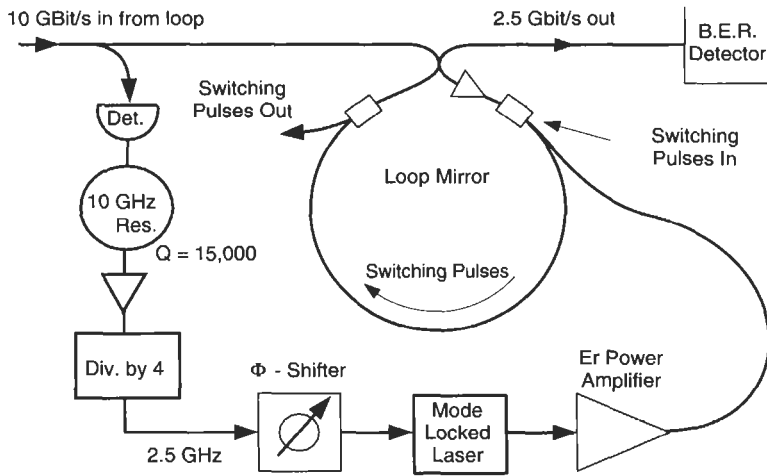 10 GBit/s in from loop
2.5 Gbit/s out
B.E.R.
Detector
Switching
Pulses Out
Det.
Switching
Pulses In
Loop Mirror
10 GHz
Res.
Q = 15,000
Switching Pulses
Div. by 4
Φ - Shifter
Er Power
Amplifier
Mode
Locked
Laser
2.5 GHz